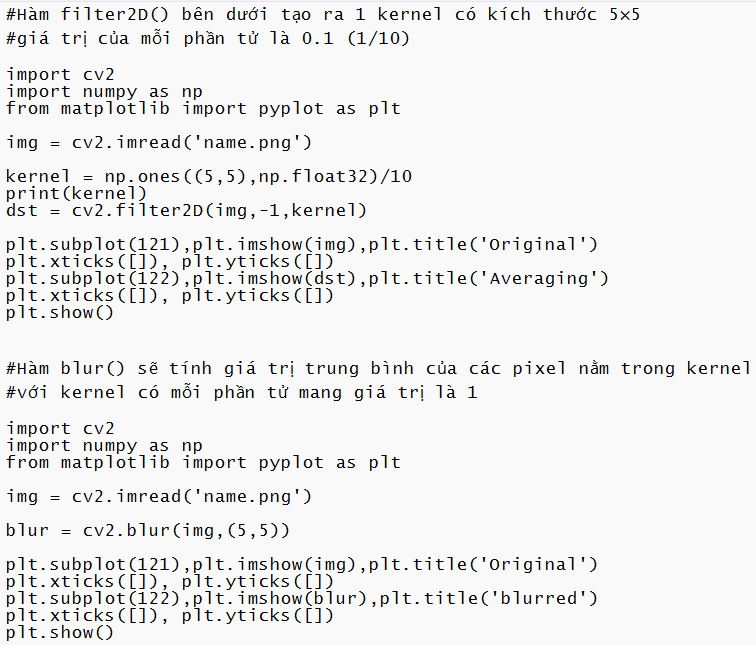 #Hàm filter2D() bên dưới tạo ra 1 kernel có kích thước 5×5
#giá trị của mỗi phần tử là 0.1 (1/10)
import cv2
import numpy as np
from matplotlib import pyplot as plt
img = cv2.imread('name.png')
kernel = np.ones((5,5),np.float32)/10
print(kernel)
dst = cv2.filter2D(img,-1,kernel)
plt.subplot(121),plt.imshow(img),plt.title('Original')
plt.xticks([]), plt.yticks([])
plt.subplot(122),plt.imshow(dst),plt.title('Averaging')
plt.xticks([]), plt.yticks([])
plt.show()
#Hàm blur() sẽ tính giá trị trung bình của các pixel nằm trong kernel
#với kernel có mỗi phần tử mang giá trị là 1
import cv2
import numpy as np
from matplotlib import pyplot as plt
img = cv2.imread('name.png')
blur = cv2.blur(img,(5,5))
plt.subplot(121),plt.imshow(img),plt.title('Original')
plt.xticks([]), plt.yticks([])
plt.subplot(122),plt.imshow(blur),plt.title('blurred')
plt.xticks([]), plt.yticks([])
plt.show()